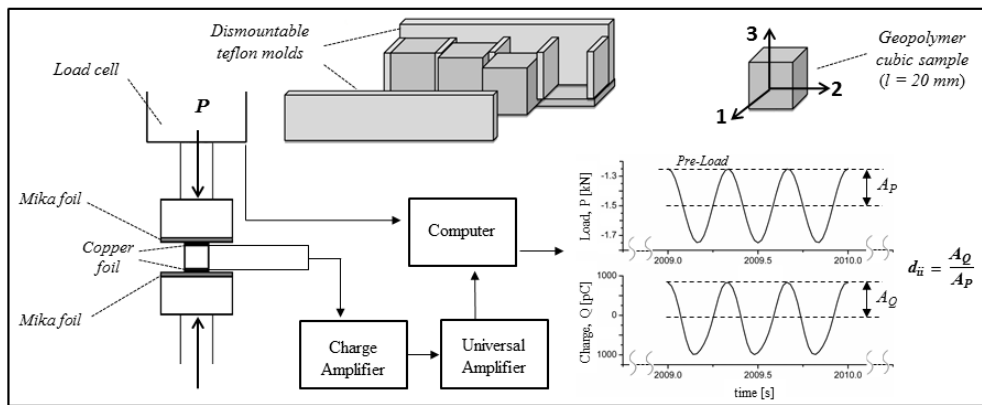 Dismountable
teflon molds
Load cell
P
3
2
1
Geopolymer
cubic sample
(l = 20 mm)
Mika foil
Copper
foil
Mika foil
Computer
Charge
Amplifier
Universal
Amplifier
Pre-Load
Load, P [kN]
-1.3
-1.5
-1.7
A_P
2009.0
2009.5
2010.0
Charge, Q [pC]
1000
0
1000
A_Q
2009.0
2009.5
2010.0
time [s]
d_ii = A_Q / A_P